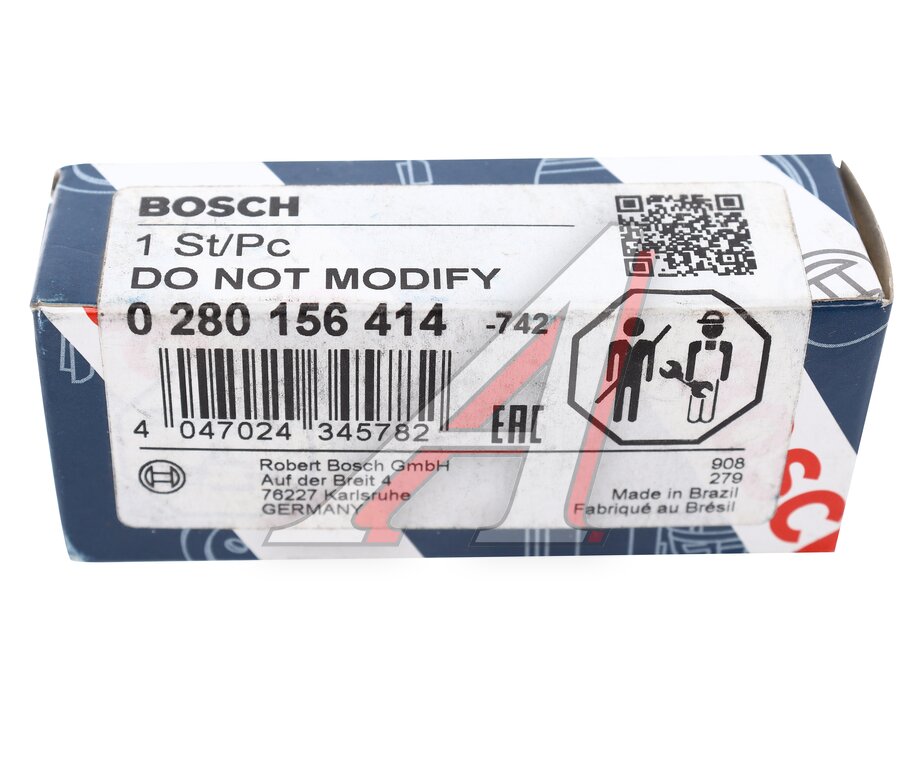 BOSCH
1 St/Pc
DO NOT MODIFY
0 280 156 414 -742
4 047024 345782
EAC
Robert Bosch GmbH
Auf der Breit 4
76227 Karlsruhe
GERMANY
908
279
Made in Brazil
Fabriqué au Brésil